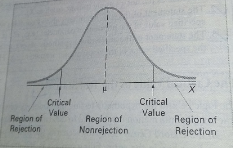 μ
X
Critical Value
Critical Value
Region of Rejection
Region of Nonrejection
Region of Rejection